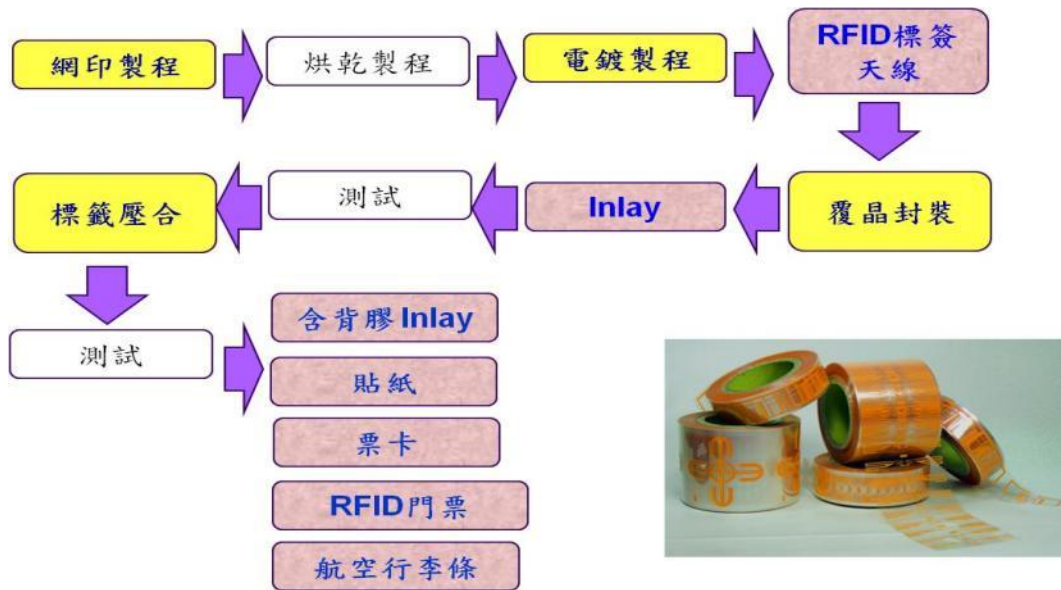 網印製程
烘乾製程
電鍍製程
RFID標簽
天線
覆晶封裝
Inlay
測試
標籤壓合
測試
含背膠Inlay
貼紙
票卡
RFID門票
航空行李條